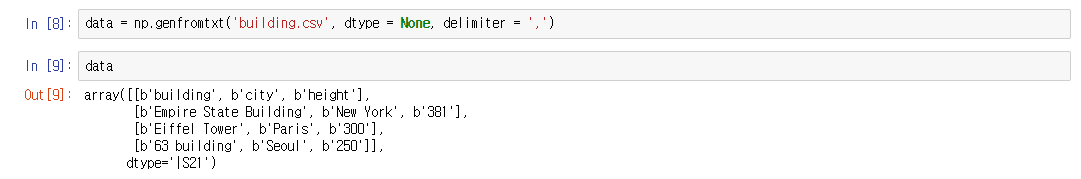 In [8]: data = np.genfromtxt('building.csv', dtype = None, delimiter = ',')
In [9]: data
Out[9]: array([[b'building', b'city', b'height'],
[b'Empire State Building', b'New York', b'381'],
[b'Eiffel Tower', b'Paris', b'300'],
[b'63 building', b'Seoul', b'250']],
dtype='|S21')